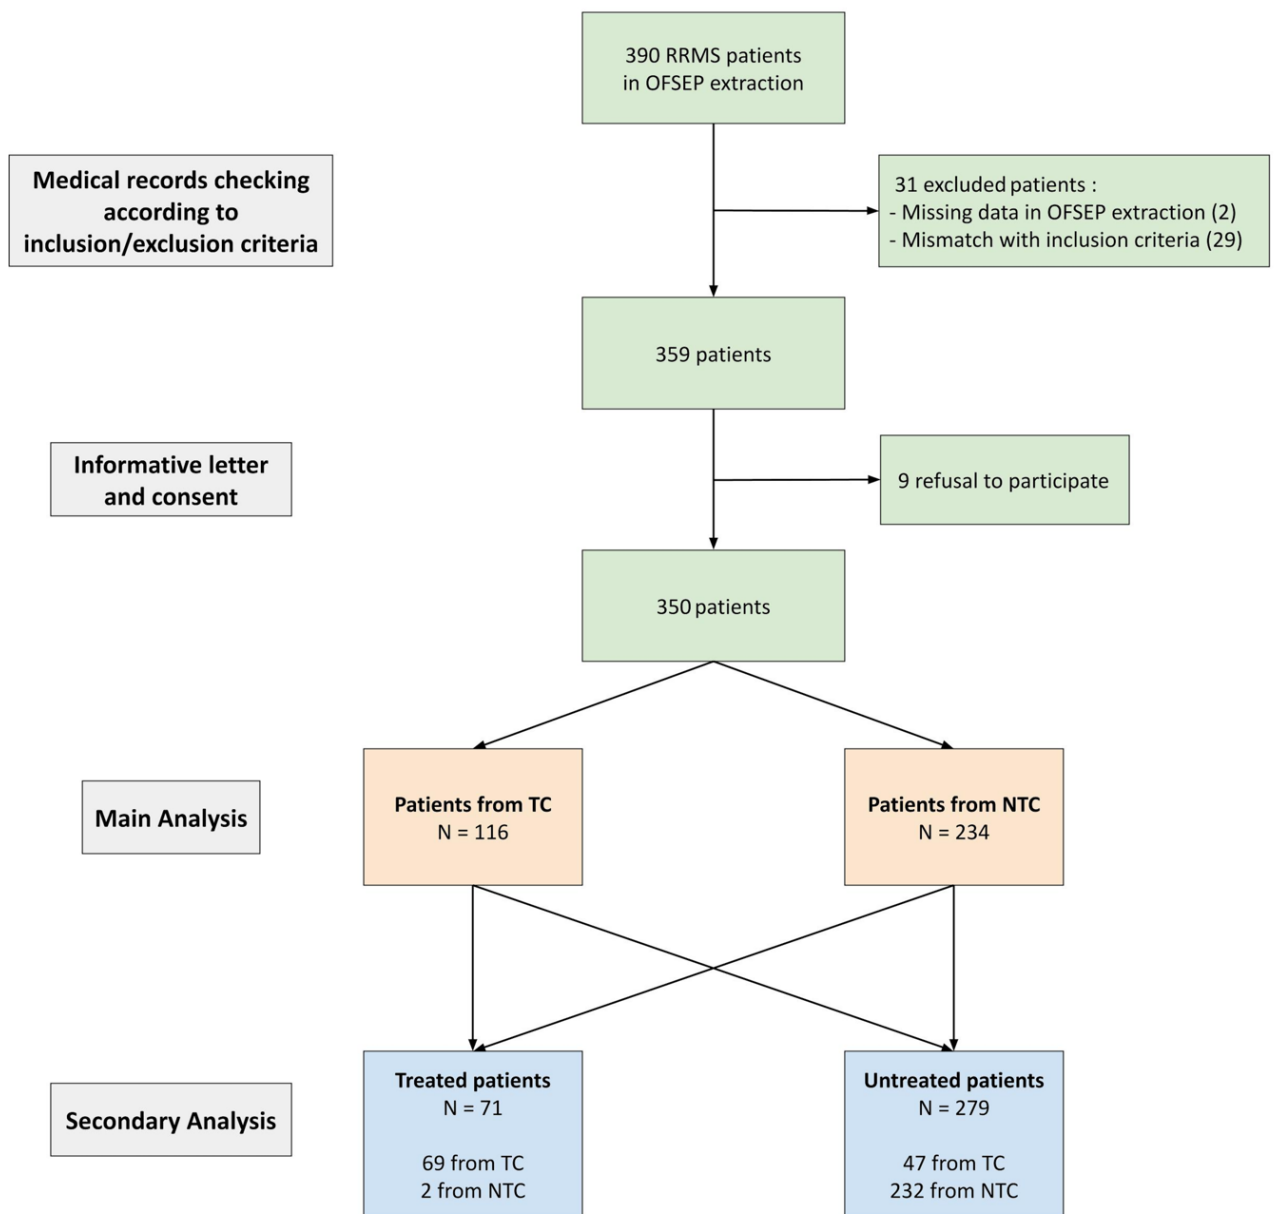 390 RRMS patients
in OFSEP extraction
Medical records checking
according to
inclusion/exclusion criteria
31 excluded patients :
- Missing data in OFSEP extraction (2)
- Mismatch with inclusion criteria (29)
359 patients
Informative letter
and consent
9 refusal to participate
350 patients
Main Analysis
Patients from TC
N = 116
Patients from NTC
N = 234
Secondary Analysis
Treated patients
N = 71
69 from TC
2 from NTC
Untreated patients
N = 279
47 from TC
232 from NTC